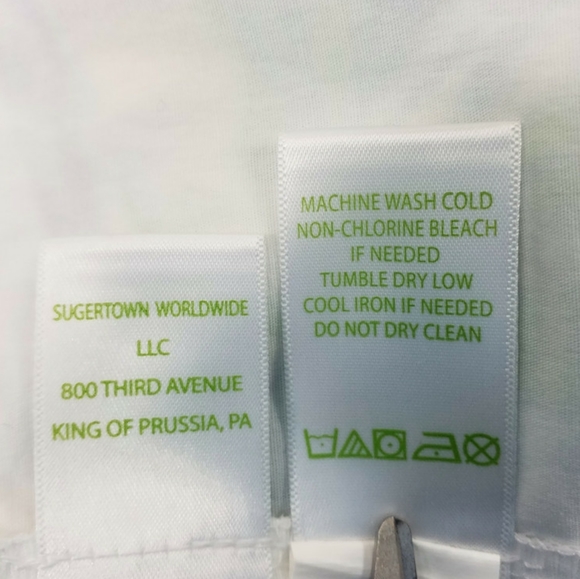 SUGERTOWN WORLDWIDE
LLC
800 THIRD AVENUE
KING OF PRUSSIA, PA
MACHINE WASH COLD
NON-CHLORINE BLEACH
IF NEEDED
TUMBLE DRY LOW
COOL IRON IF NEEDED
DO NOT DRY CLEAN